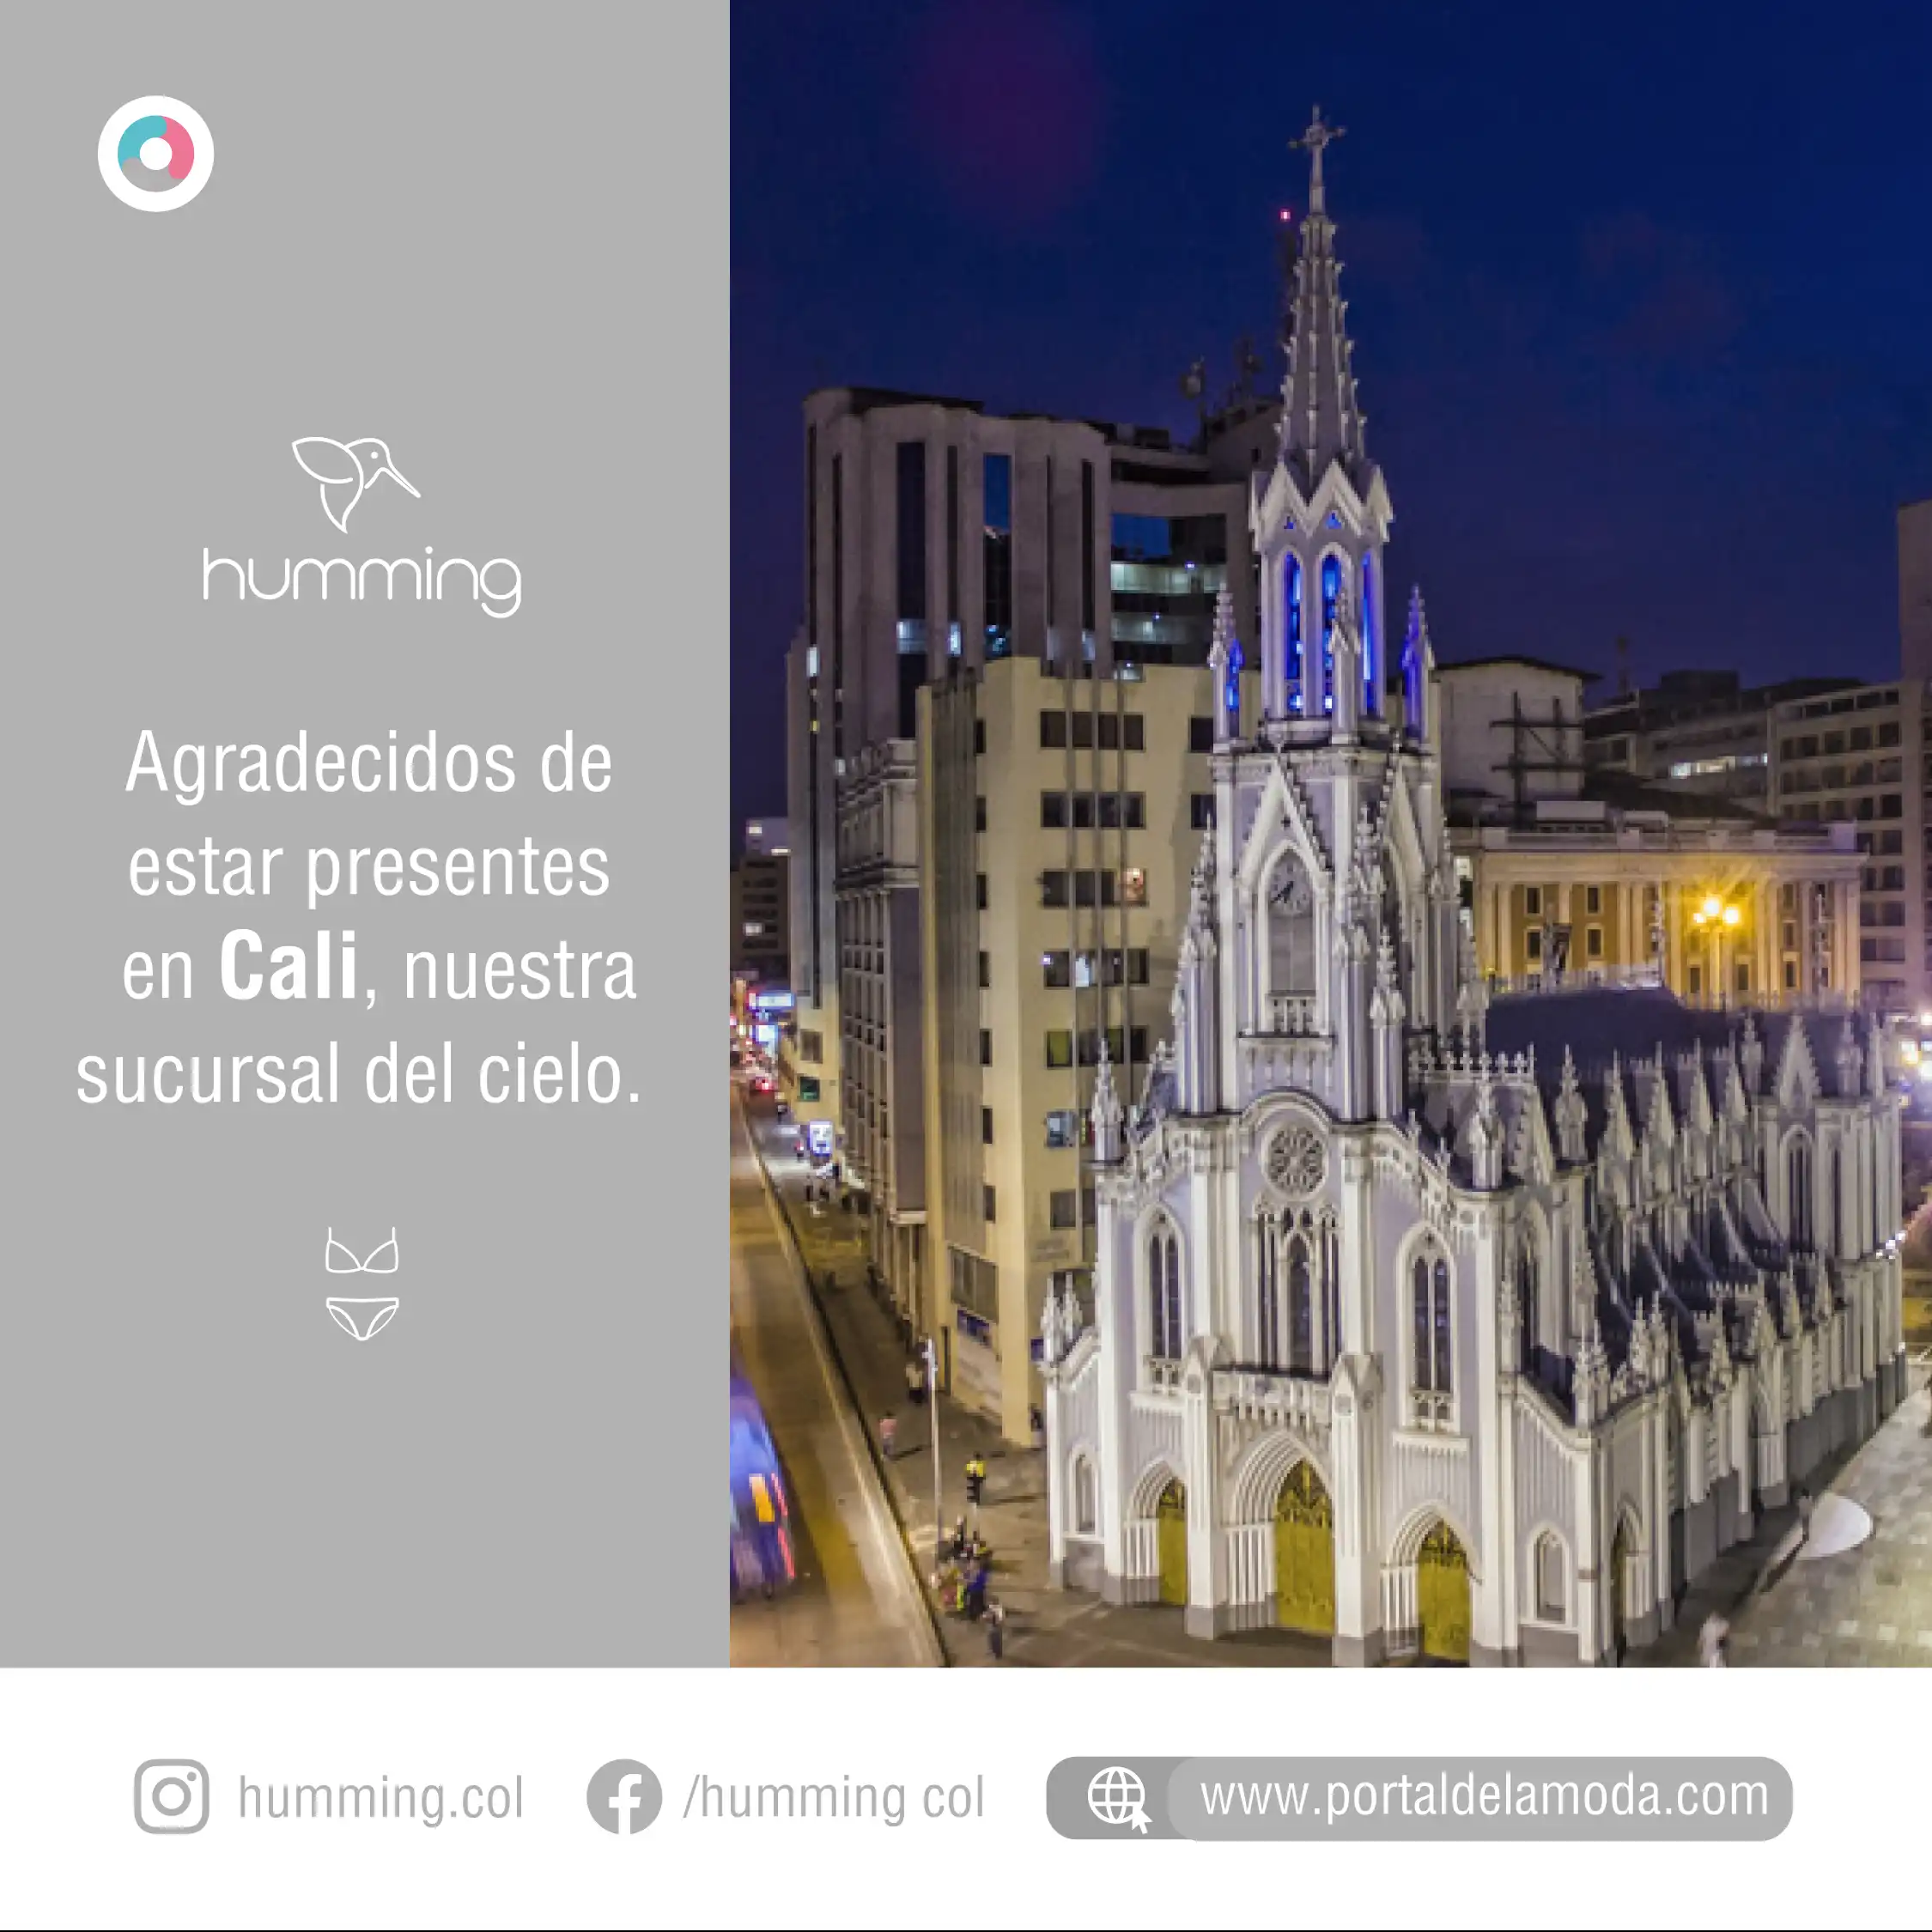 humming
Agradecidos de
estar presentes
en Cali, nuestra
sucursal del cielo.
humming.col
/humming col
www.portaldelamoda.com